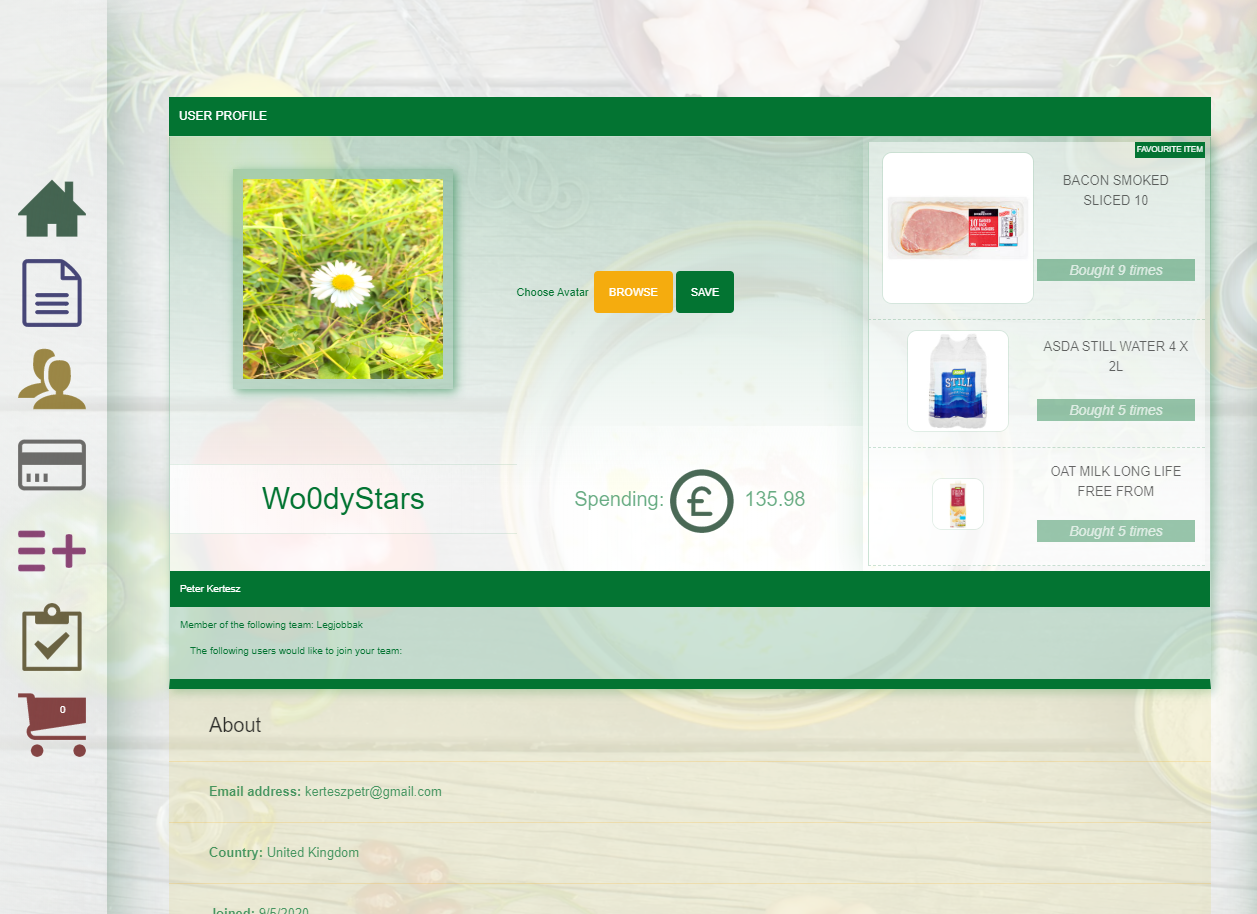 USER PROFILE
FAVOURITE ITEM
BACON SMOKED
SLICED 10
Bought 9 times
Choose Avatar BROWSE SAVE
STILL
ASDA STILL WATER 4 X
2L
Bought 5 times
OAT MILK LONG LIFE
FREE FROM
Bought 5 times
Wo0dyStars
Spending: £ 135.98
Peter Kertesz
Member of the following team: Legjobbak
The following users would like to join your team:
0
About
Email address: kerteszpetr@gmail.com
Country: United Kingdom
Joined: 9/5/2020